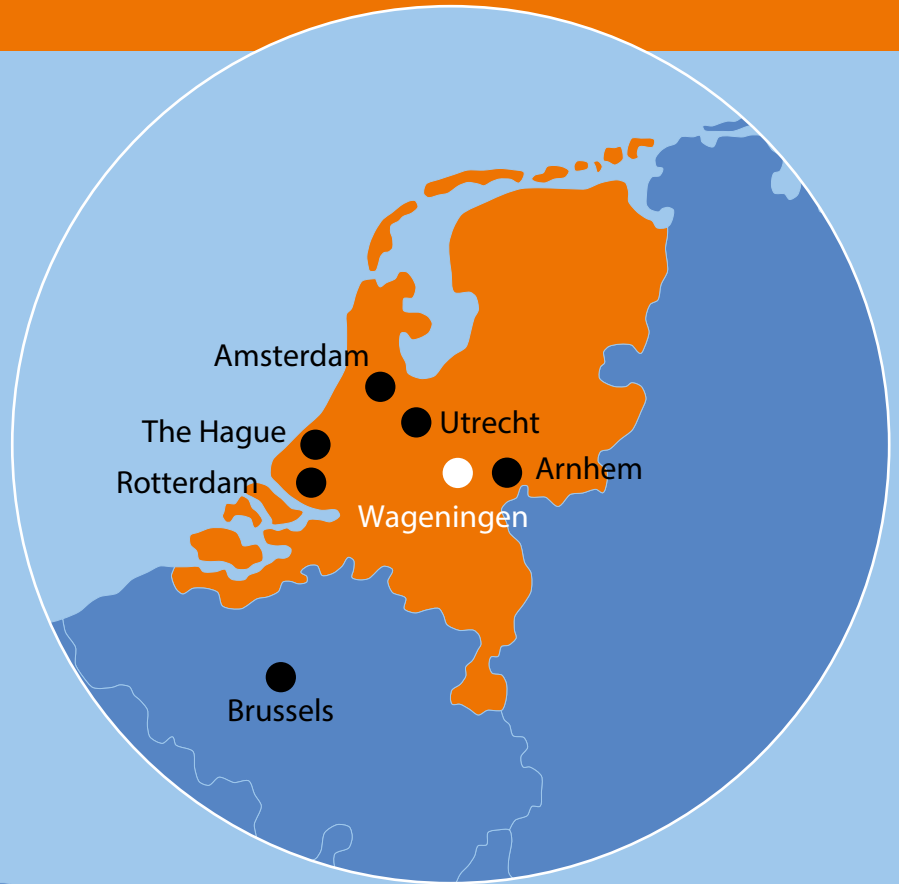 Amsterdam
Utrecht
The Hague
Arnhem
Rotterdam
Wageningen
Brussels